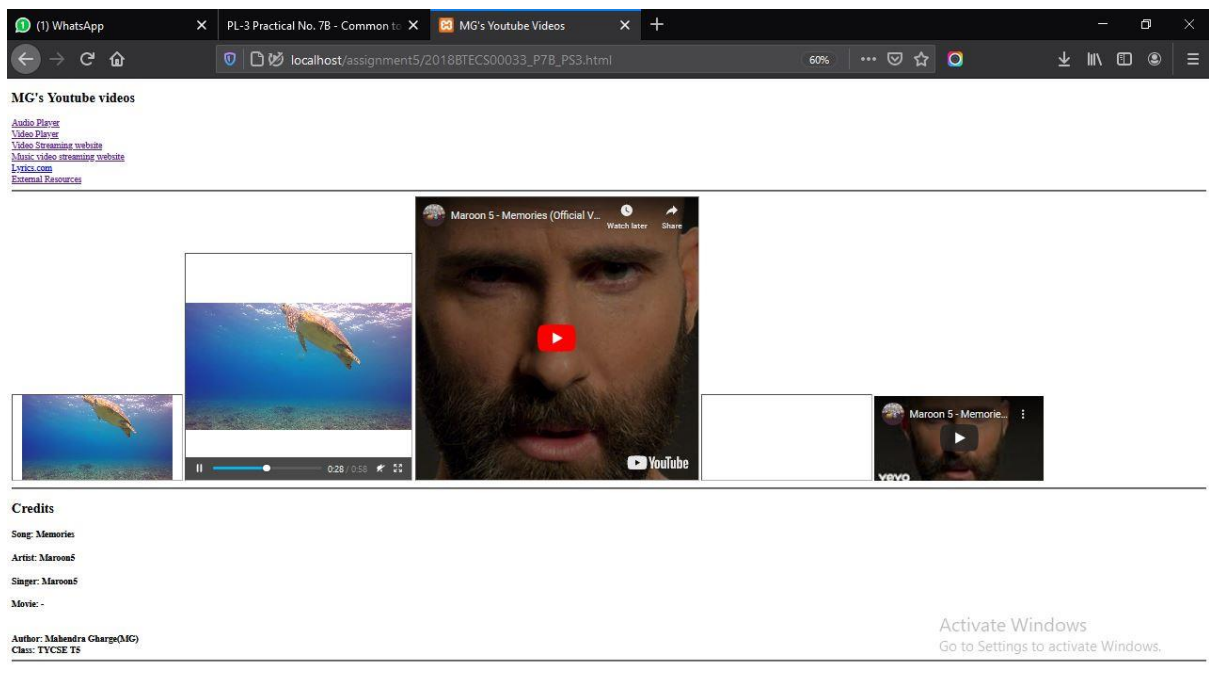 (1) WhatsApp
PL-3 Practical No. 7B - Common to
MG's Youtube Videos
localhost/assignment5/2018BTECS00033_P7B_PS3.html
60%
MG's Youtube videos
Audio Player
Video Player
Video Streaming website
Music video streaming website
Lyrics.com
External Resources
Maroon 5 - Memories (Official V...
Watch later
Share
YouTube
0:28 / 0:58
Maroon 5 - Memorie...
vevo
Credits
Song: Memories
Artist: Maroon5
Singer: Maroon5
Movie: -
Author: Mahendra Gharge(MG)
Class: TYCSE T5
Activate Windows
Go to Settings to activate Windows.